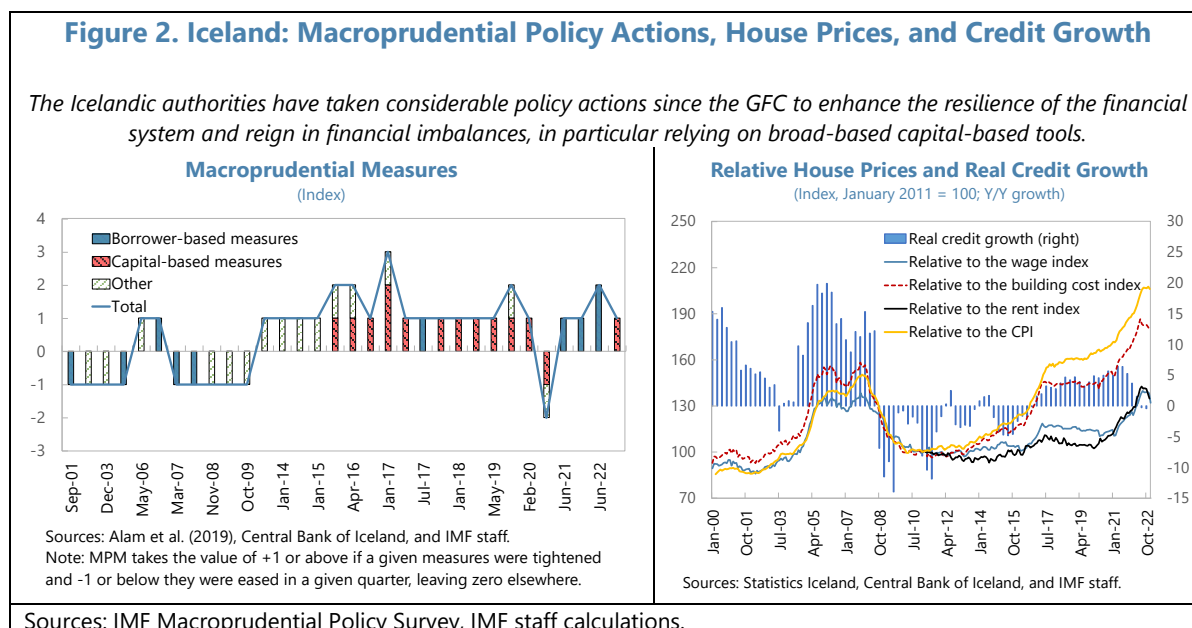 Figure 2. Iceland: Macroprudential Policy Actions, House Prices, and Credit Growth
The Icelandic authorities have taken considerable policy actions since the GFC to enhance the resilience of the financial
system and reign in financial imbalances, in particular relying on broad-based capital-based tools.
Macroprudential Measures
(Index)
4
3
2
1
0
-1
-2
-3
Borrower-based measures
Capital-based measures
Other
Total
Sep-01
Dec-03
May-06
Mar-07
Nov-08
Oct-09
Jan-14
Jan-15
Apr-16
Jan-17
Jul-17
Jan-18
May-19
Feb-20
Jun-21
Jun-22
Sources: Alam et al. (2019), Central Bank of Iceland, and IMF staff.
Note: MPM takes the value of +1 or above if a given measures were tightened
and -1 or below they were eased in a given quarter, leaving zero elsewhere.
Relative House Prices and Real Credit Growth
(Index, January 2011 = 100; Y/Y growth)
250
220
190
160
130
100
70
Real credit growth (right)
Relative to the wage index
Relative to the building cost index
Relative to the rent index
Relative to the CPI
30
25
20
15
10
5
0
-5
-10
-15
Jan-00
Oct-01
Jul-03
Apr-05
Jan-07
Oct-08
Jul-10
Apr-12
Jan-14
Oct-15
Jul-17
Apr-19
Jan-21
Oct-22
Sources: Statistics Iceland, Central Bank of Iceland, and IMF staff.
Sources: IMF Macroprudential Policy Survey, IMF staff calculations.